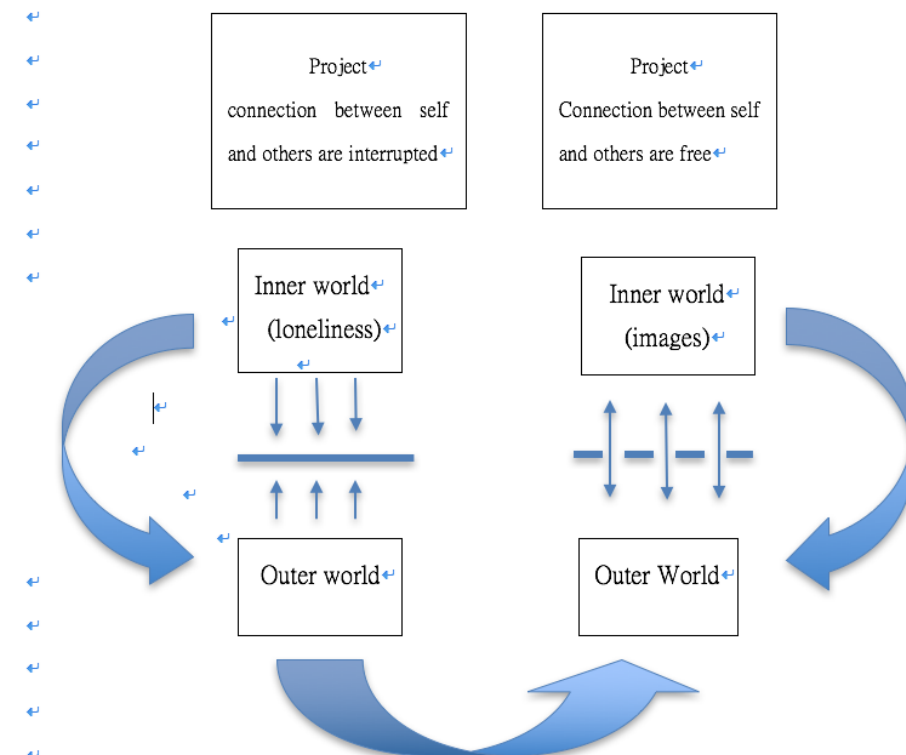 Project
connection between self
and others are interrupted
Project
Connection between self
and others are free
Inner world
(loneliness)
Inner world
(images)
Outer world
Outer World